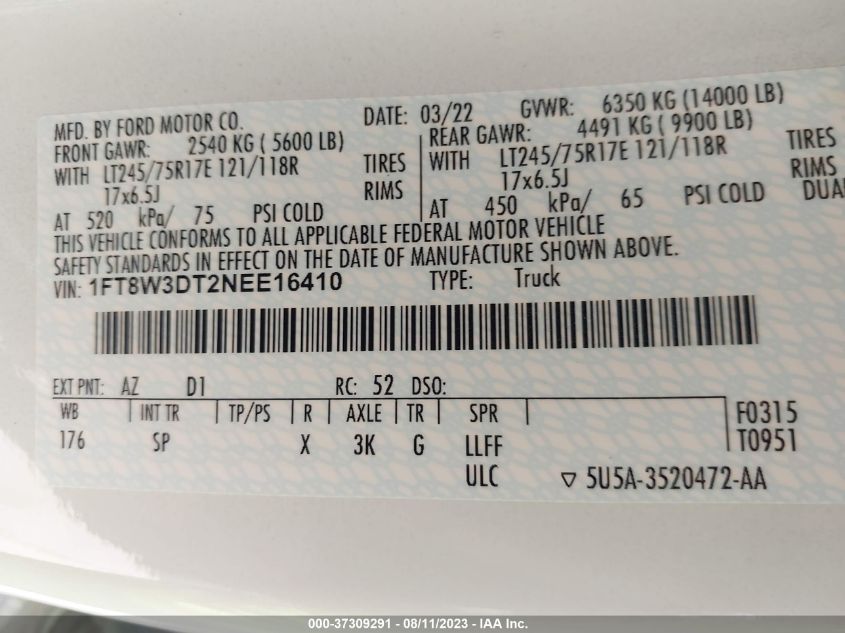 MFD. BY FORD MOTOR CO. DATE: 03/22 GVWR: 6350 KG (14000 LB)
FRONT GAWR: 2540 KG ( 5600 LB) REAR GAWR: 4491 KG ( 9900 LB)
WITH LT245/75R17E 121/118R TIRES WITH LT245/75R17E 121/118R TIRES
17x6.5J RIMS 17x6.5J RIMS
AT 520 kPa/ 75 PSI COLD AT 450 kPa/ 65 PSI COLD DUAL
THIS VEHICLE CONFORMS TO ALL APPLICABLE FEDERAL MOTOR VEHICLE
SAFETY STANDARDS IN EFFECT ON THE DATE OF MANUFACTURE SHOWN ABOVE.
VIN: 1FT8W3DT2NEE16410 TYPE: Truck
EXT PNT: AZ D1 RC: 52 DSO:
WB INT TR TP/PS R AXLE TR SPR F0315
176 SP X 3K G LLFF T0951
ULC ▽ 5U5A-3520472-AA
000-37309291 - 08/11/2023 - IAA Inc.